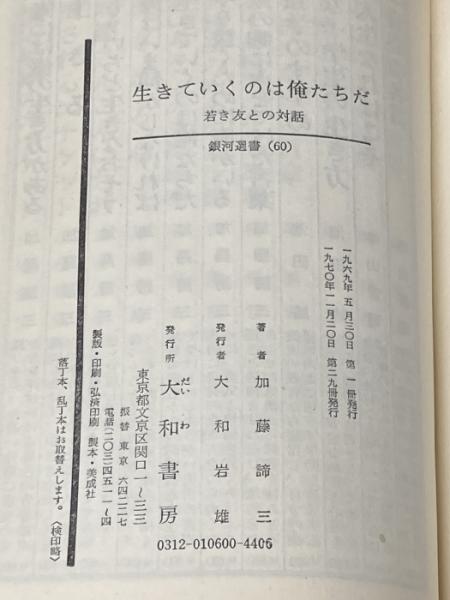 生きていくのは俺たちだ
若き友との対話
銀河選書（60）
一九六九年五月三〇日 第一冊発行
一九七〇年一一月二〇日 第二九冊発行
著者 加藤諦三
発行者 大和岩雄
発行所 大和書房
だいわ
東京都文京区関口一〜三三
振替東京六四二二七
電話(二〇三)四五一一〜四
製版・印刷・弘済印刷 製本・美成社
落丁本、乱丁本はお取替えします。〈検印略〉
0312-010600-4406